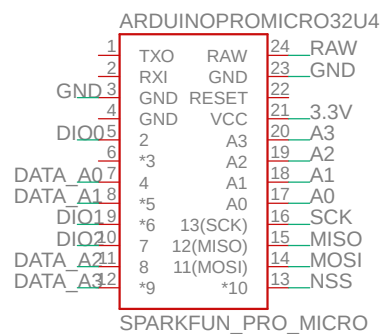 ARDUINOPROMICRO32U4
1 TXO RAW 24 RAW
2 RXI GND 23 GND
GND 3 GND RESET 22
4 GND VCC 21 3.3V
DIO0 5 2 A3 20 A3
6 *3 A2 19 A2
DATA_A0 7 4 A1 18 A1
DATA_A1 8 *5 A0 17 A0
DIO1 9 *6 13(SCK) 16 SCK
DIO2 10 7 12(MISO) 15 MISO
DATA_A2 11 8 11(MOSI) 14 MOSI
DATA_A3 12 *9 *10 13 NSS
SPARKFUN_PRO_MICRO